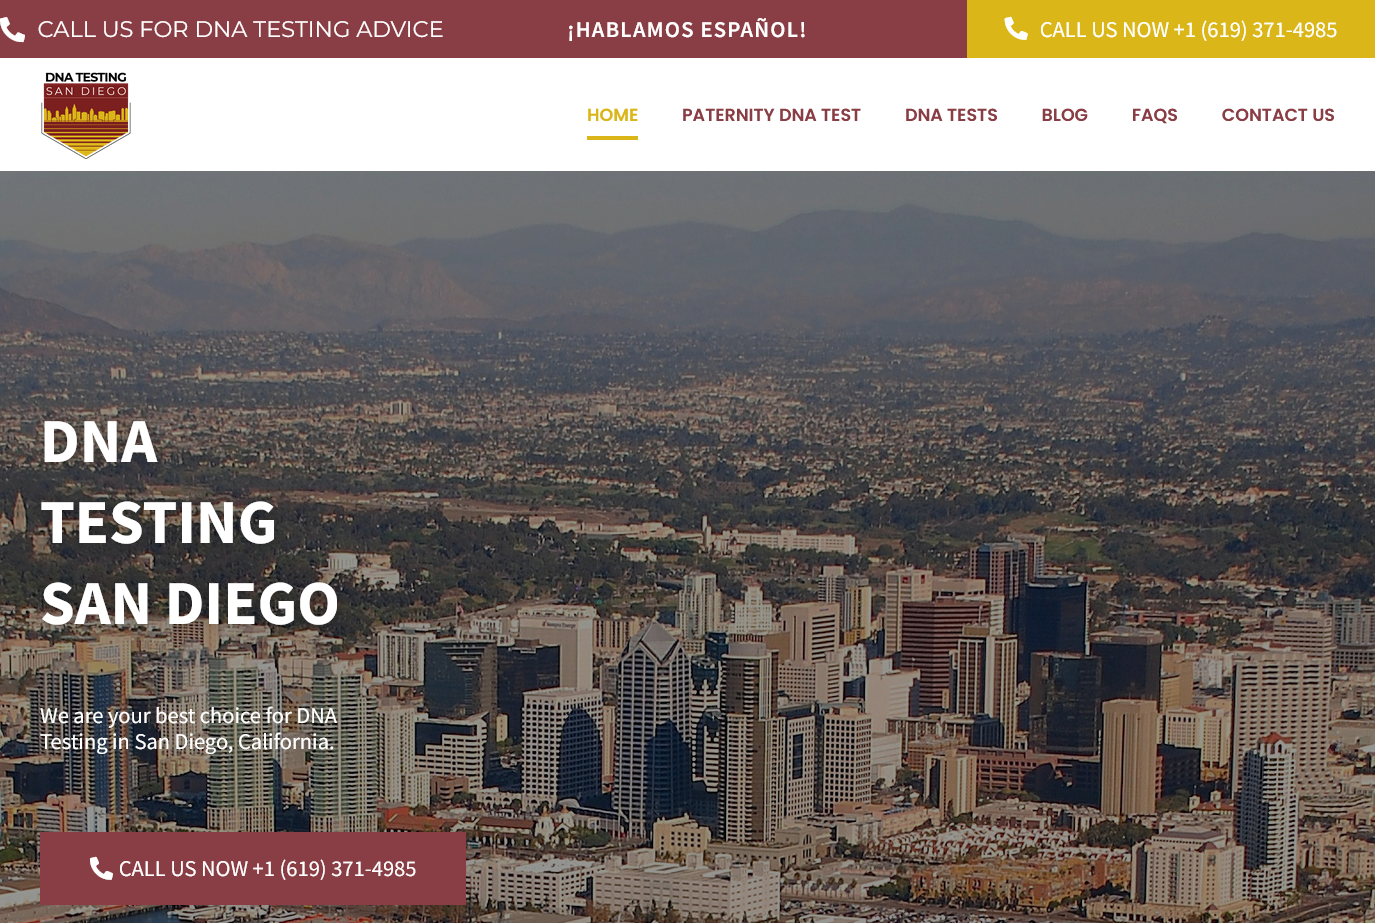 CALL US FOR DNA TESTING ADVICE
¡HABLAMOS ESPAÑOL!
CALL US NOW +1 (619) 371-4985
DNA TESTING
SAN DIEGO
HOME
PATERNITY DNA TEST
DNA TESTS
BLOG
FAQS
CONTACT US
DNA
TESTING
SAN DIEGO
We are your best choice for DNA
Testing in San Diego, California.
CALL US NOW +1 (619) 371-4985